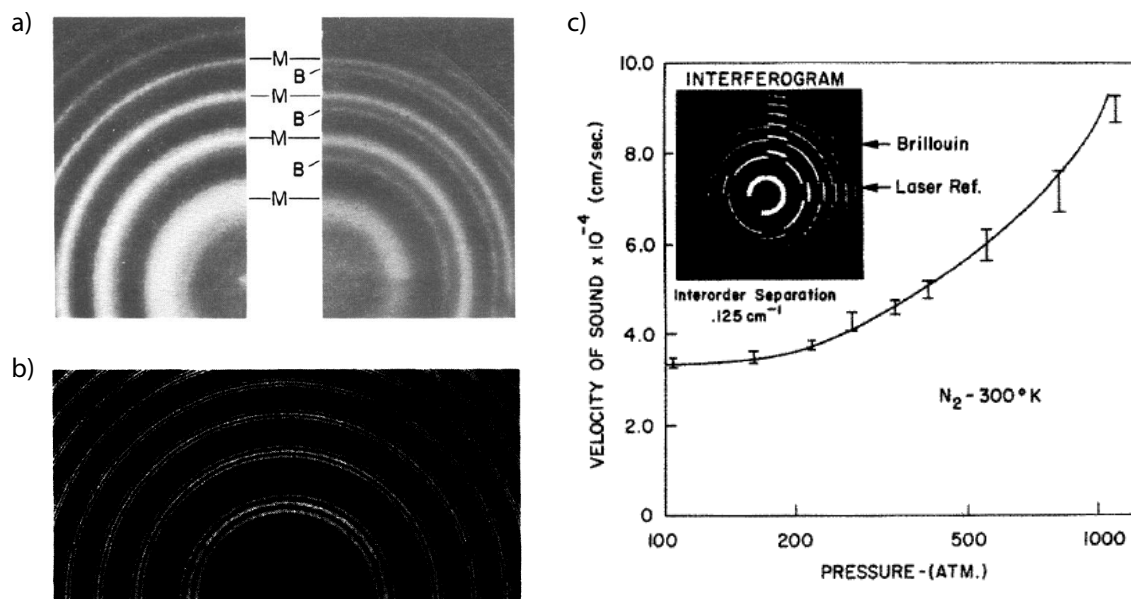 a)
M
B
M
B
M
B
M
b)
c)
INTERFEROGRAM
Brillouin
Laser Ref.
Interorder Separation
.125 cm⁻¹
N₂-300°K
VELOCITY OF SOUND x 10⁻⁴ (cm/sec.)
10.0
8.0
6.0
4.0
2.0
0
100
200
500
1000
PRESSURE-(ATM.)